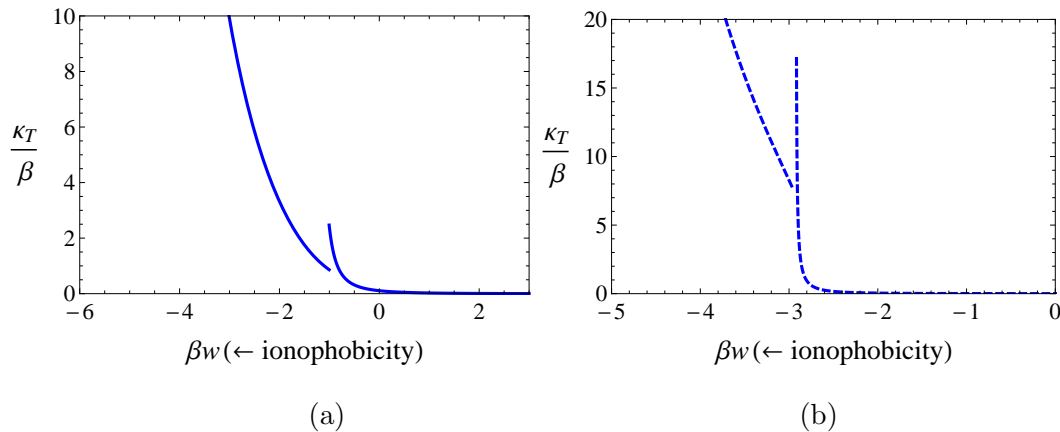 10
8
6
4
2
0
κ_T
β
−6 −4 −2 0 2
βw (← ionophobicity)
(a)
20
15
10
5
0
κ_T
β
−5 −4 −3 −2 −1 0
βw (← ionophobicity)
(b)